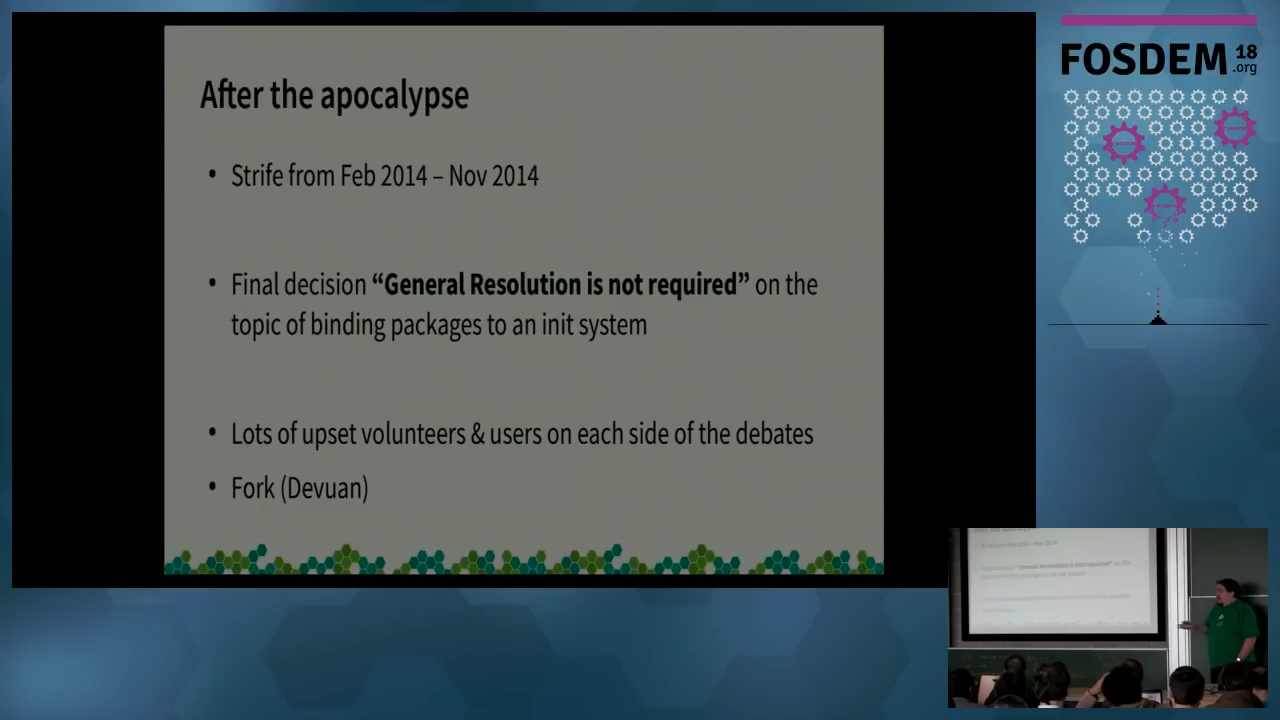 After the apocalypse
• Strife from Feb 2014 – Nov 2014
• Final decision “General Resolution is not required” on the
topic of binding packages to an init system
• Lots of upset volunteers & users on each side of the debates
• Fork (Devuan)
FOSDEM 18
.org